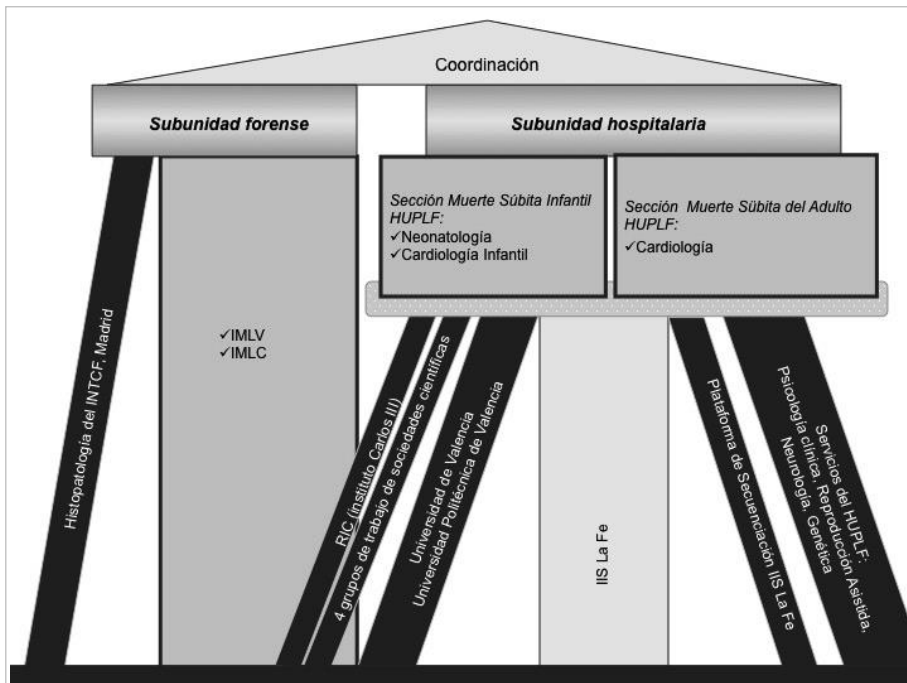 Coordinación
Subunidad forense
Subunidad hospitalaria
Sección Muerte Súbita Infantil
HUPLF:
✓Neonatología
✓Cardiología Infantil
Sección Muerte Sübita del Adulto
HUPLF:
✓Cardiología
✓IMLV
✓IMLC
Histopatología del INTCF, Madrid
RIC (instituto Carlos III)
4 grupos de trabajo de sociedades científicas
Universidad de Valencia
Universidad Politécnica de Valencia
IIS La Fe
Plataforma de Secuenciación IIS La Fe
Servicios del HUPLF:
Psicología clínica, Reproducción Asistida,
Neurología, Genética